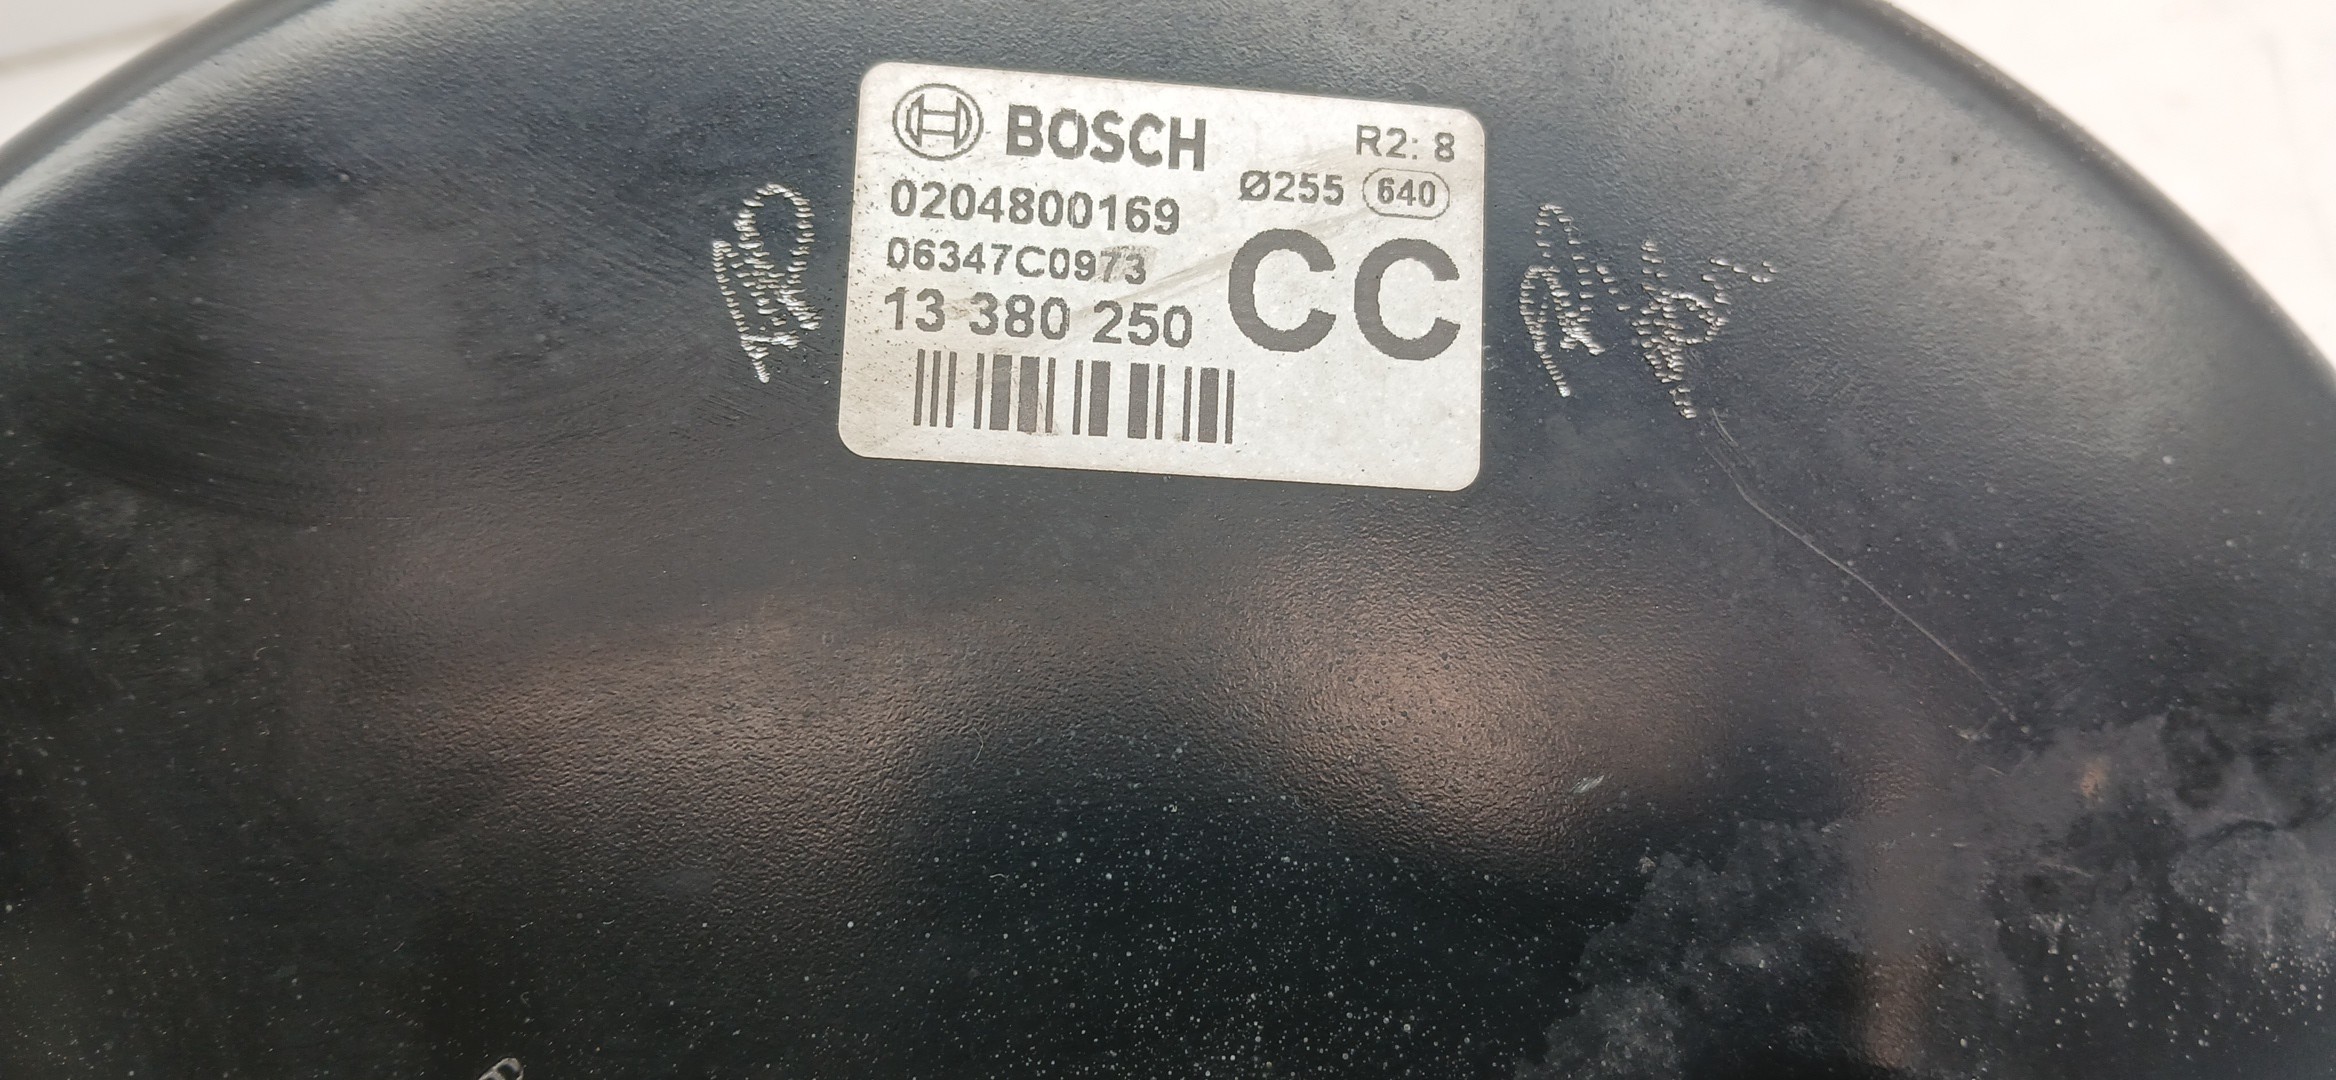 BOSCH R2: 8
0204800169 Ø255 640
06347C0973 CC
13 380 250